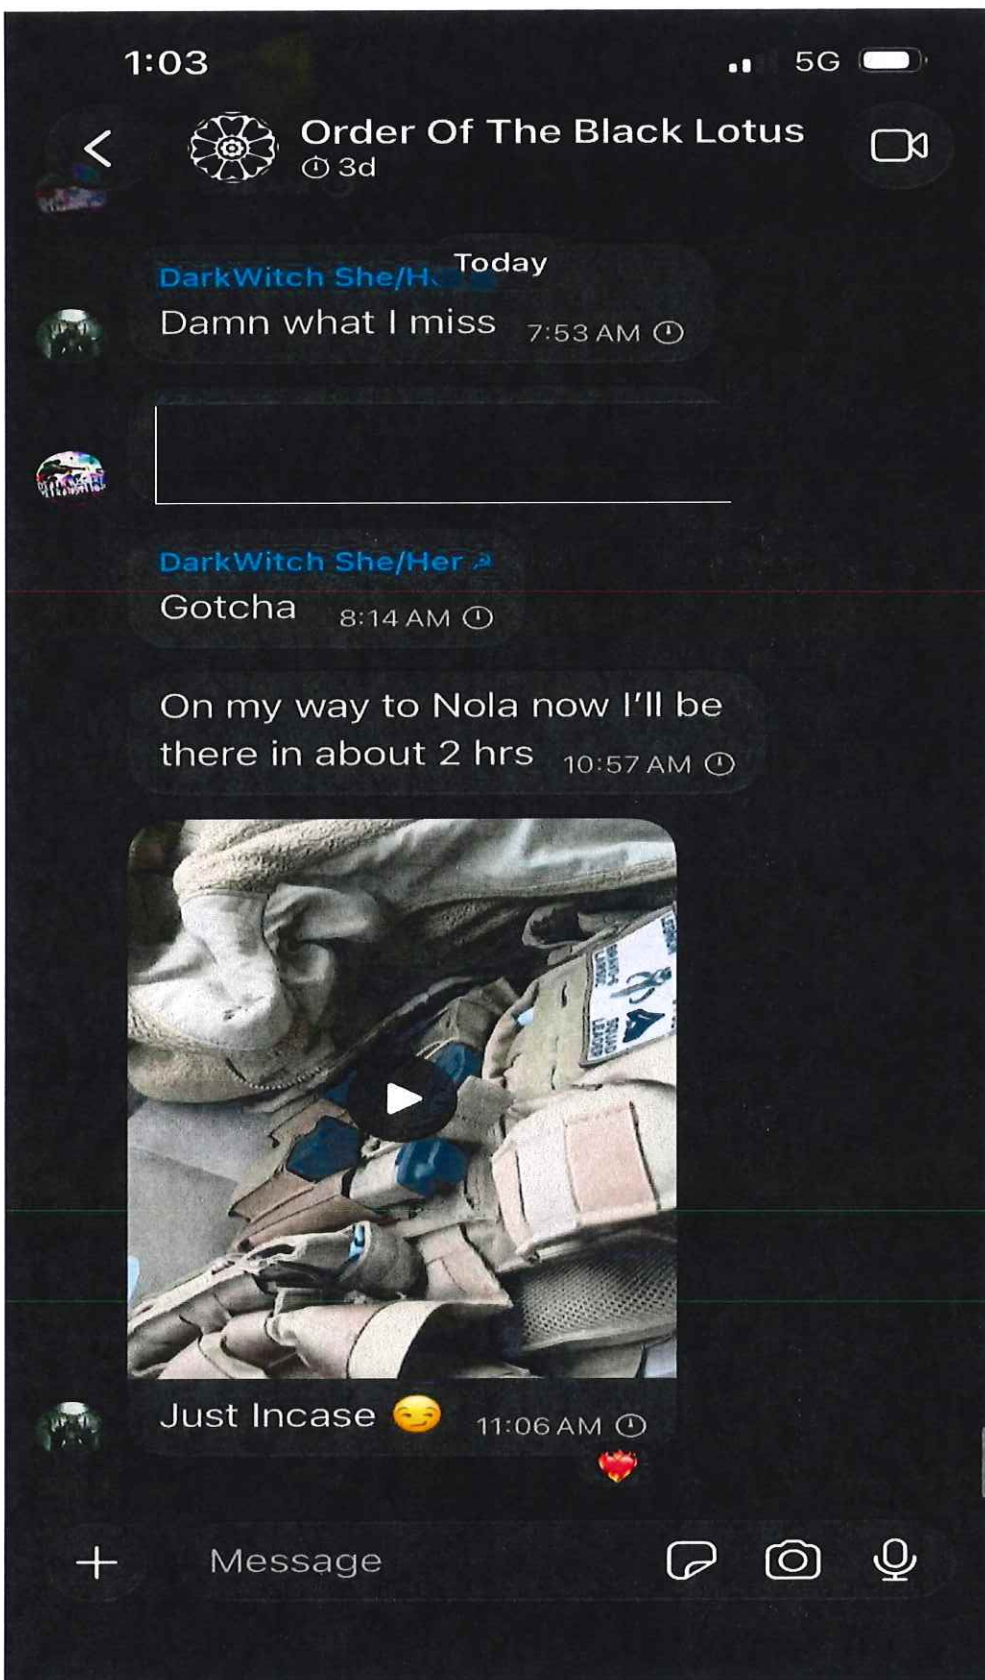 1:03
5G
Order Of The Black Lotus
3d
Today
DarkWitch She/H
Damn what I miss 7:53 AM
DarkWitch She/Her
Gotcha 8:14 AM
On my way to Nola now I'll be
there in about 2 hrs 10:57 AM
SQUAD
LEADER
Just Incase 😏 11:06 AM
Message